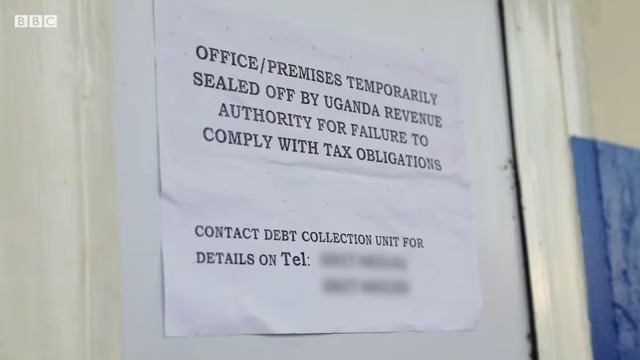 BBC
OFFICE/PREMISES TEMPORARILY
SEALED OFF BY UGANDA REVENUE
AUTHORITY FOR FAILURE TO
COMPLY WITH TAX OBLIGATIONS
CONTACT DEBT COLLECTION UNIT FOR
DETAILS ON Tel: